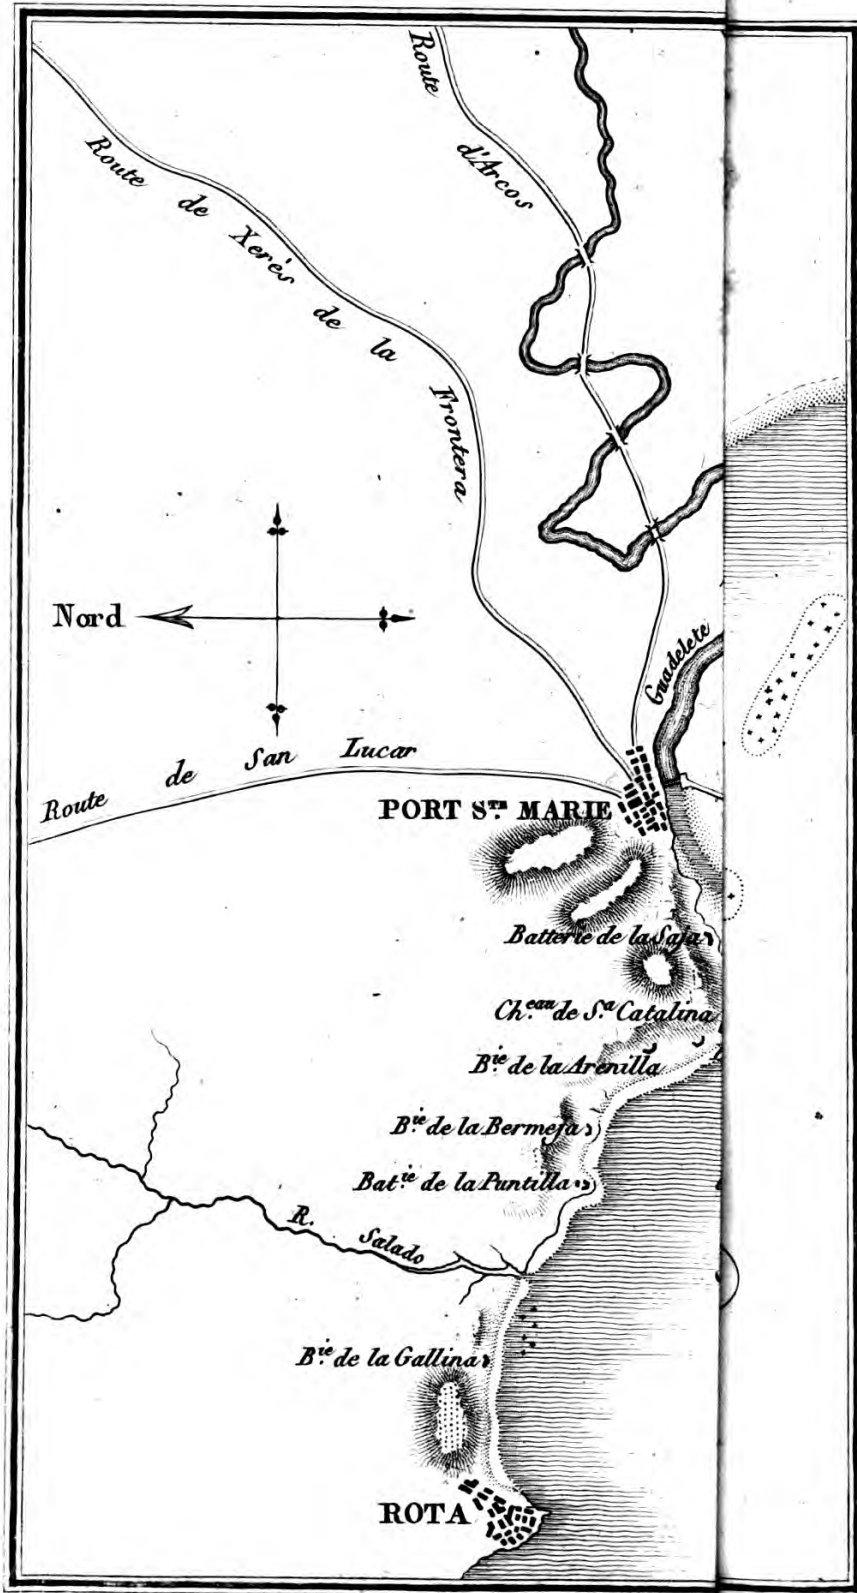 Route d'Arcos
Route de Xerès de la Frontera
Nord
Guadelete
Route de San Lucar
PORT S.TE MARIE
Batterie de la Saja
Ch.eau de S.a Catalina
B.ie de la Arenilla
B.ie de la Bermeja
Bat.ie de la Puntilla
R. Salado
B.ie de la Gallina
ROTA